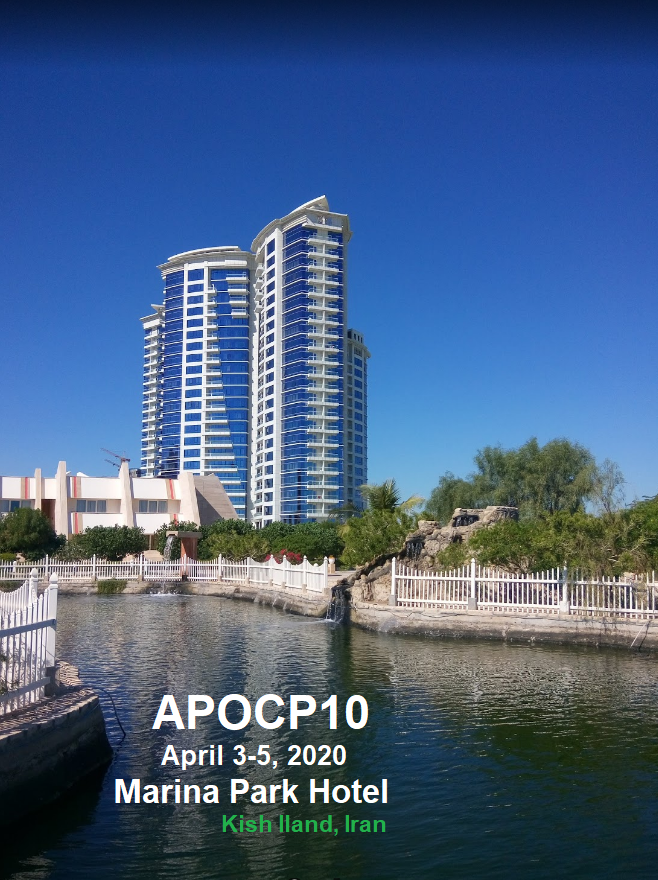 APOCP10
April 3-5, 2020
Marina Park Hotel
Kish Iland, Iran